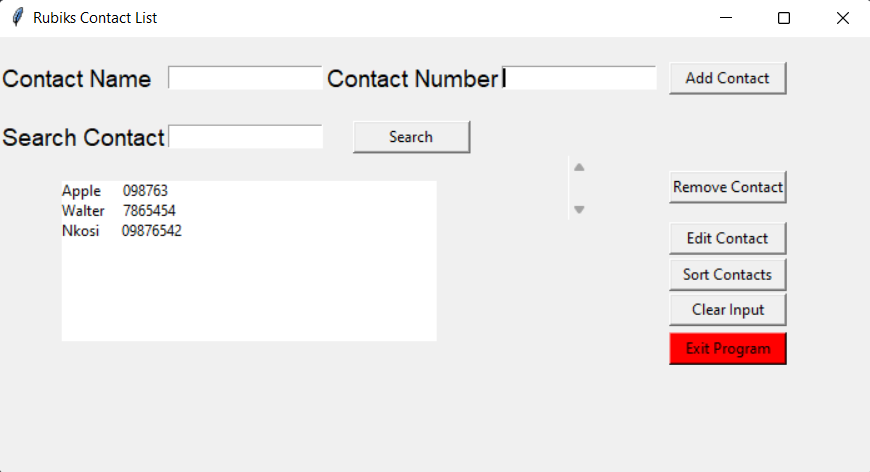 Rubiks Contact List
Contact Name Contact Number Add Contact
Search Contact Search
Remove Contact
Apple 098763
Walter 7865454
Nkosi 09876542
Edit Contact
Sort Contacts
Clear Input
Exit Program